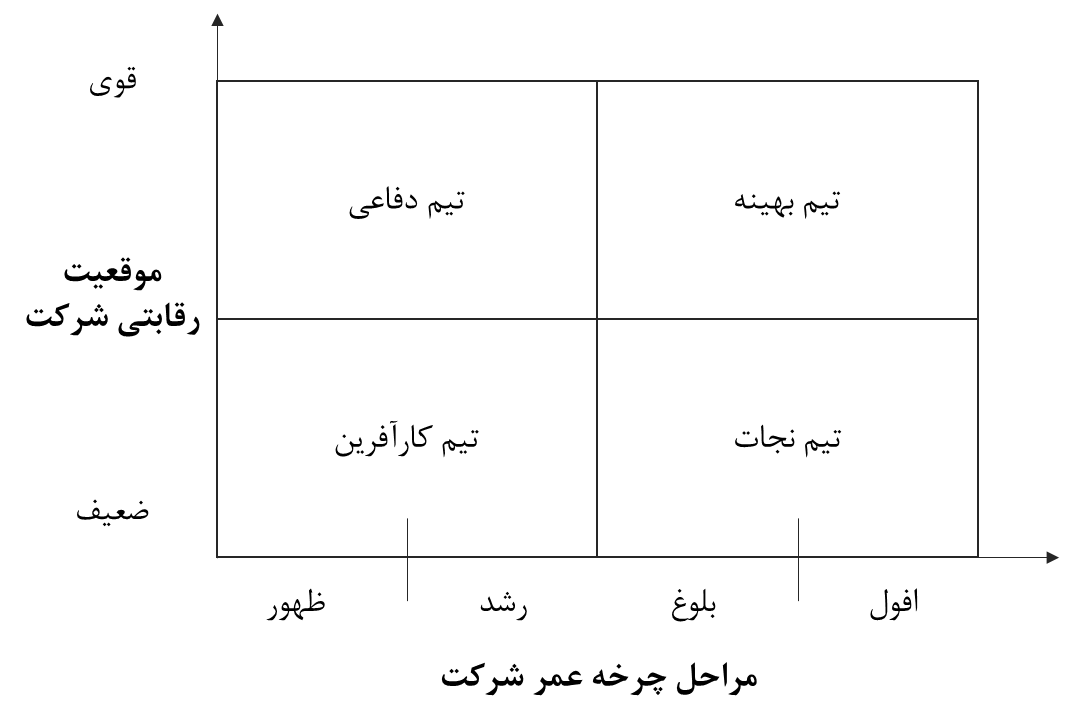 قوی
تیم دفاعی
تیم بهینه
موقعیت
رقابتی شرکت
تیم کارآفرین
تیم نجات
ضعیف
ظهور
رشد
بلوغ
افول
مراحل چرخه عمر شرکت